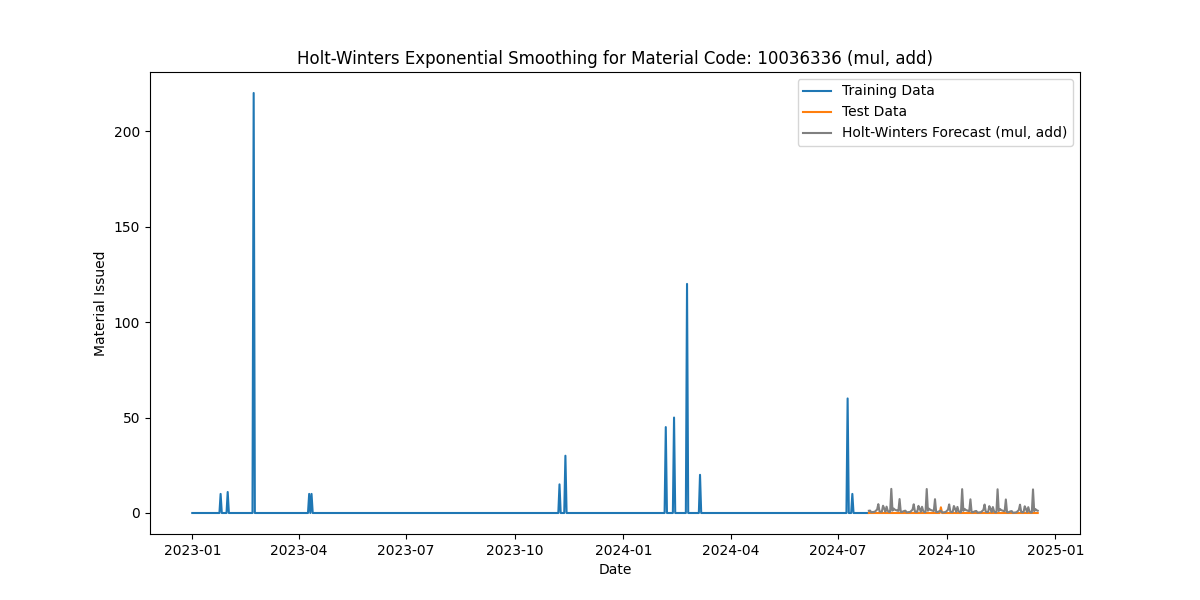 Holt-Winters Exponential Smoothing for Material Code: 10036336 (mul, add)
Training Data
Test Data
Holt-Winters Forecast (mul, add)
Material Issued
200
150
100
50
0
2023-01
2023-04
2023-07
2023-10
2024-01
2024-04
2024-07
2024-10
2025-01
Date